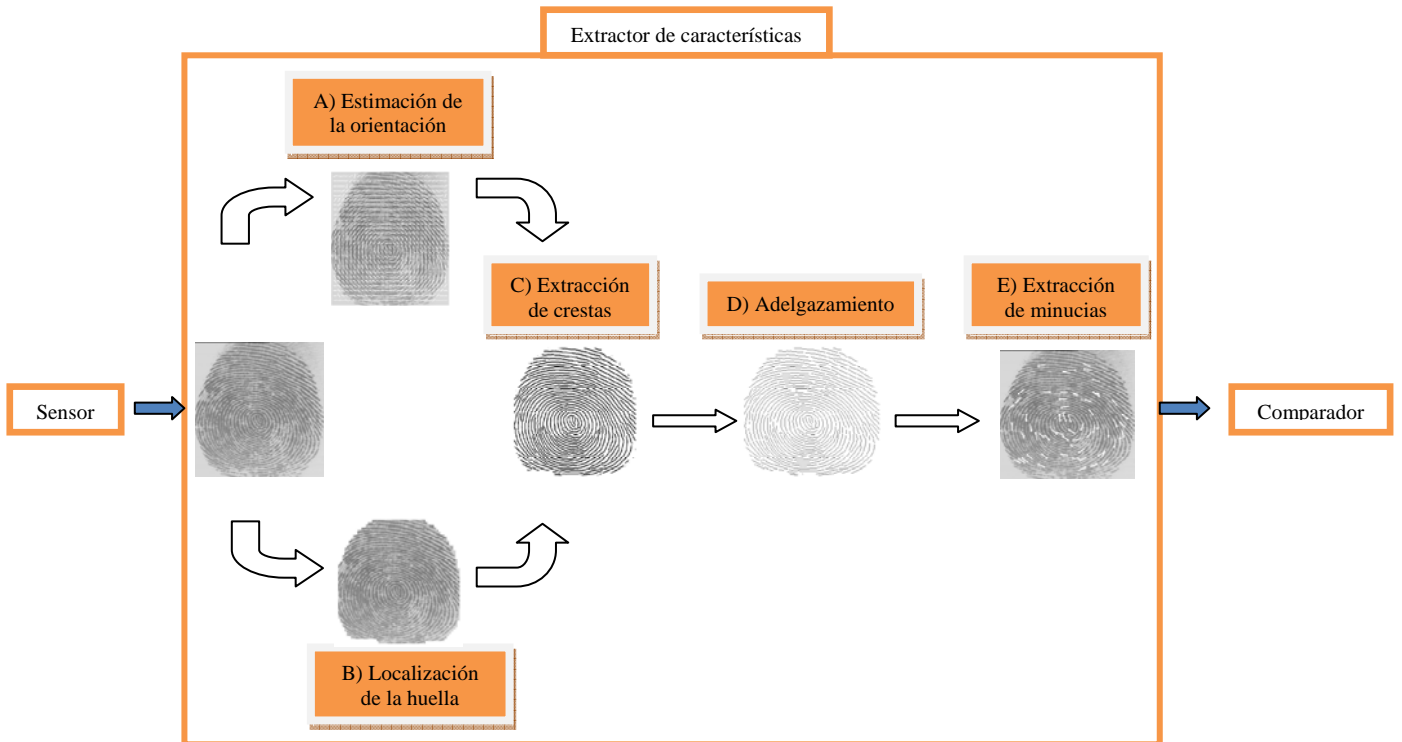 Extractor de características
A) Estimación de
la orientación
C) Extracción
de crestas
D) Adelgazamiento
E) Extracción
de minucias
Sensor
Comparador
B) Localización
de la huella